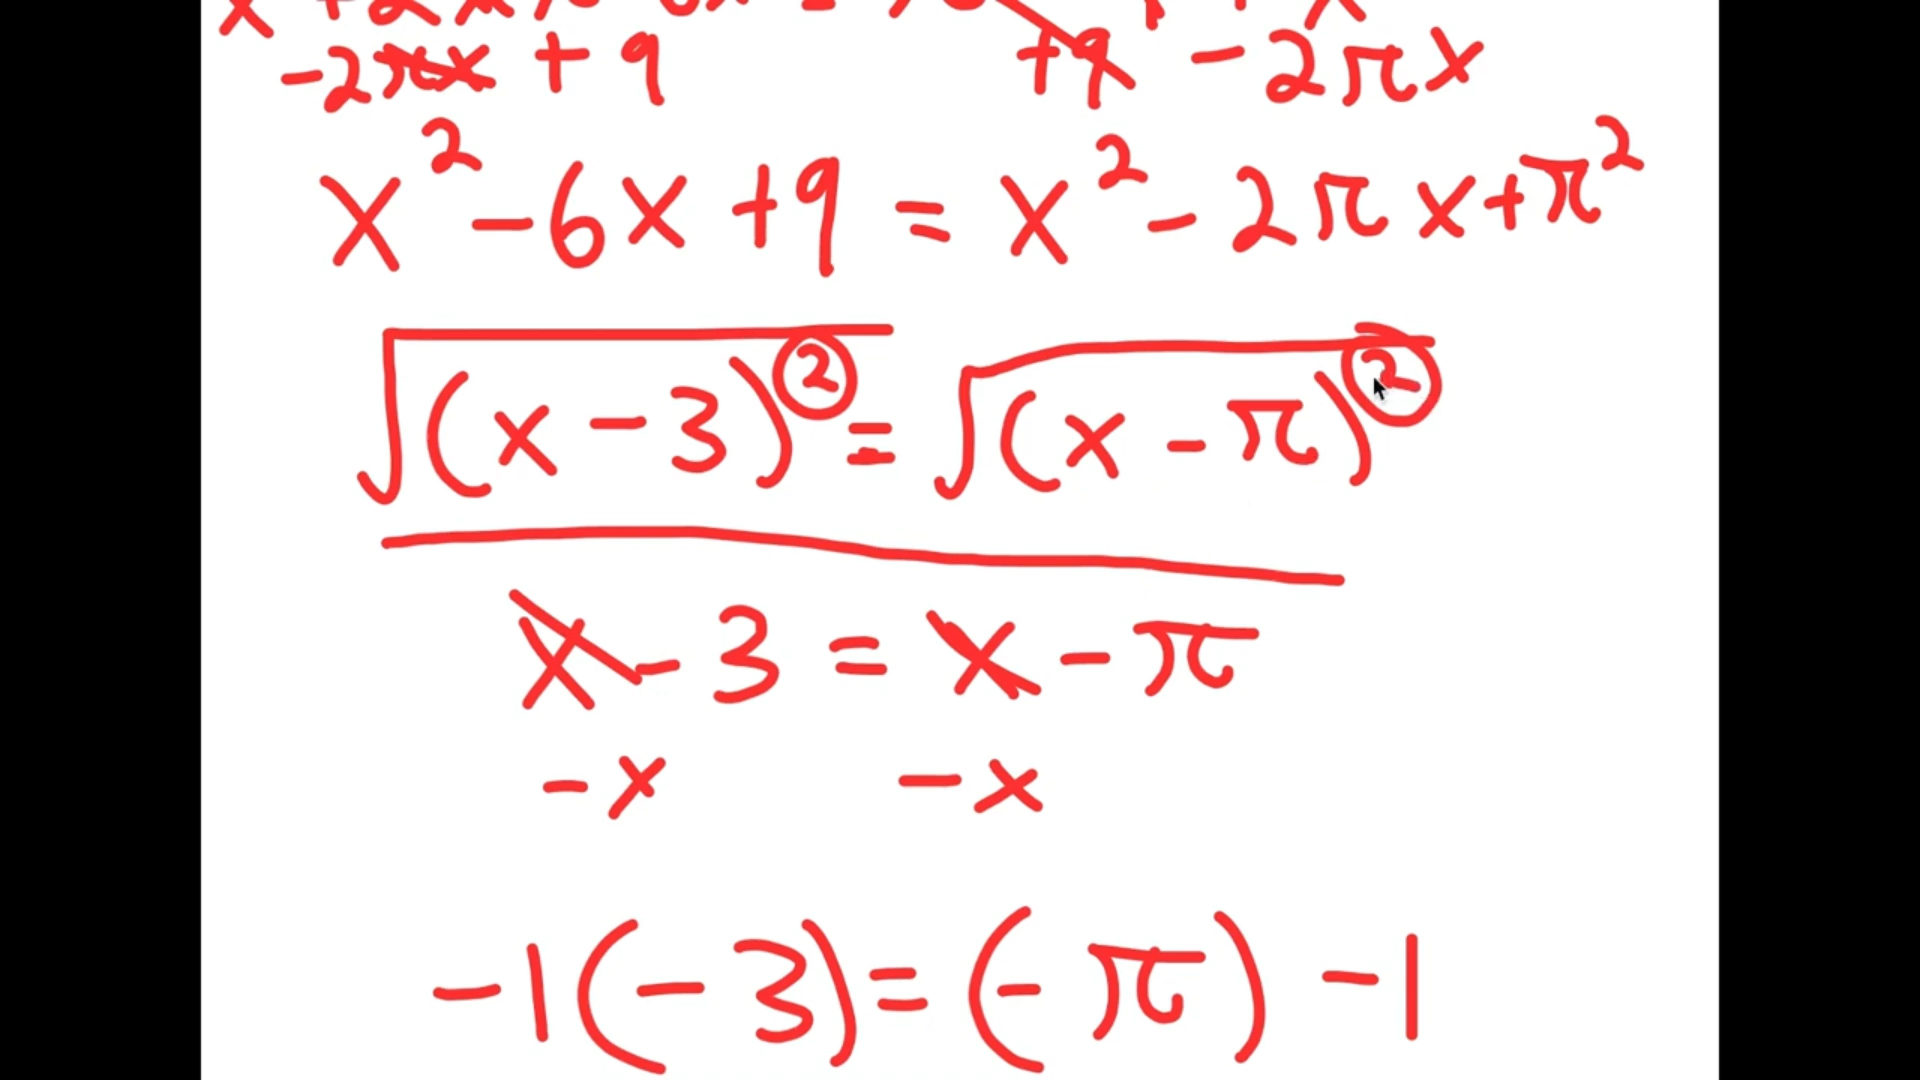 -2πx + 9 +9 - 2πx
x² - 6x + 9 = x² - 2πx + π²
√(x - 3)² = √(x - π)²
x - 3 = x - π
-x -x
-1(-3) = (-π) -1